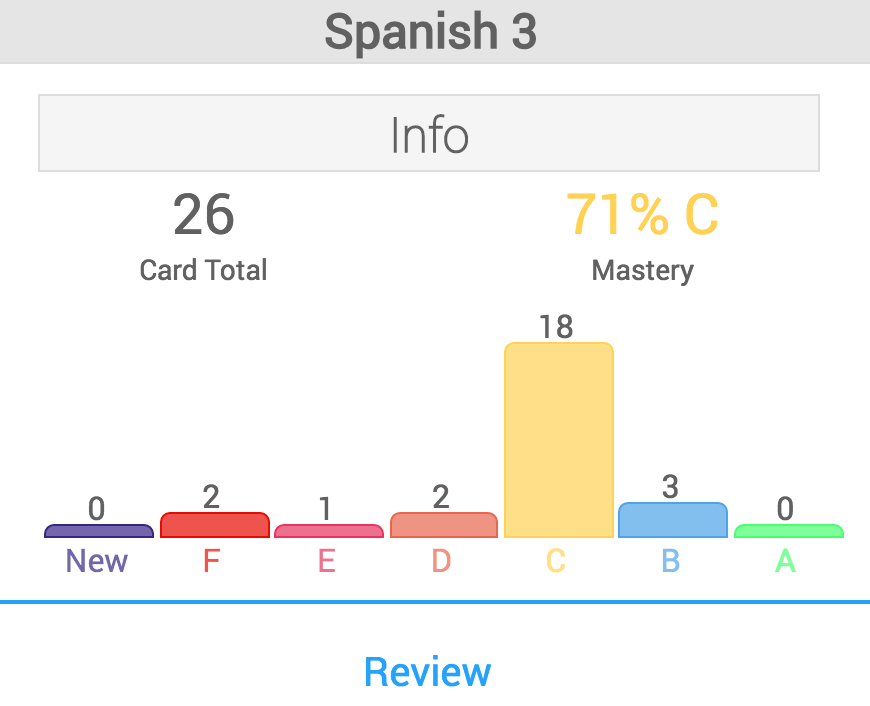 Spanish 3
Info
26 71% C
Card Total Mastery
0 2 1 2 18 3 0
New F E D C B A
Review